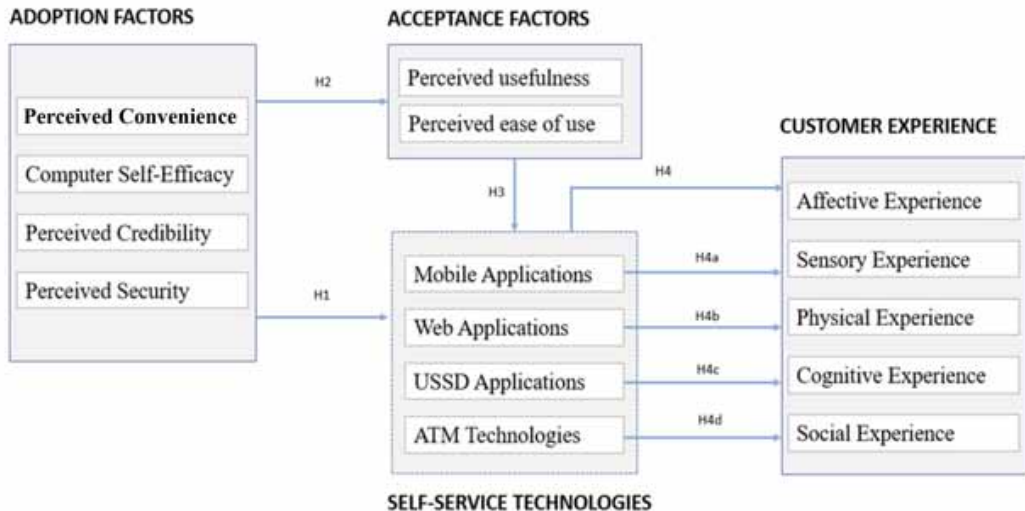 ADOPTION FACTORS
Perceived Convenience
Computer Self-Efficacy
Perceived Credibility
Perceived Security
H2
H1
ACCEPTANCE FACTORS
Perceived usefulness
Perceived ease of use
H3
H4
Mobile Applications
Web Applications
USSD Applications
ATM Technologies
SELF-SERVICE TECHNOLOGIES
H4a
H4b
H4c
H4d
CUSTOMER EXPERIENCE
Affective Experience
Sensory Experience
Physical Experience
Cognitive Experience
Social Experience